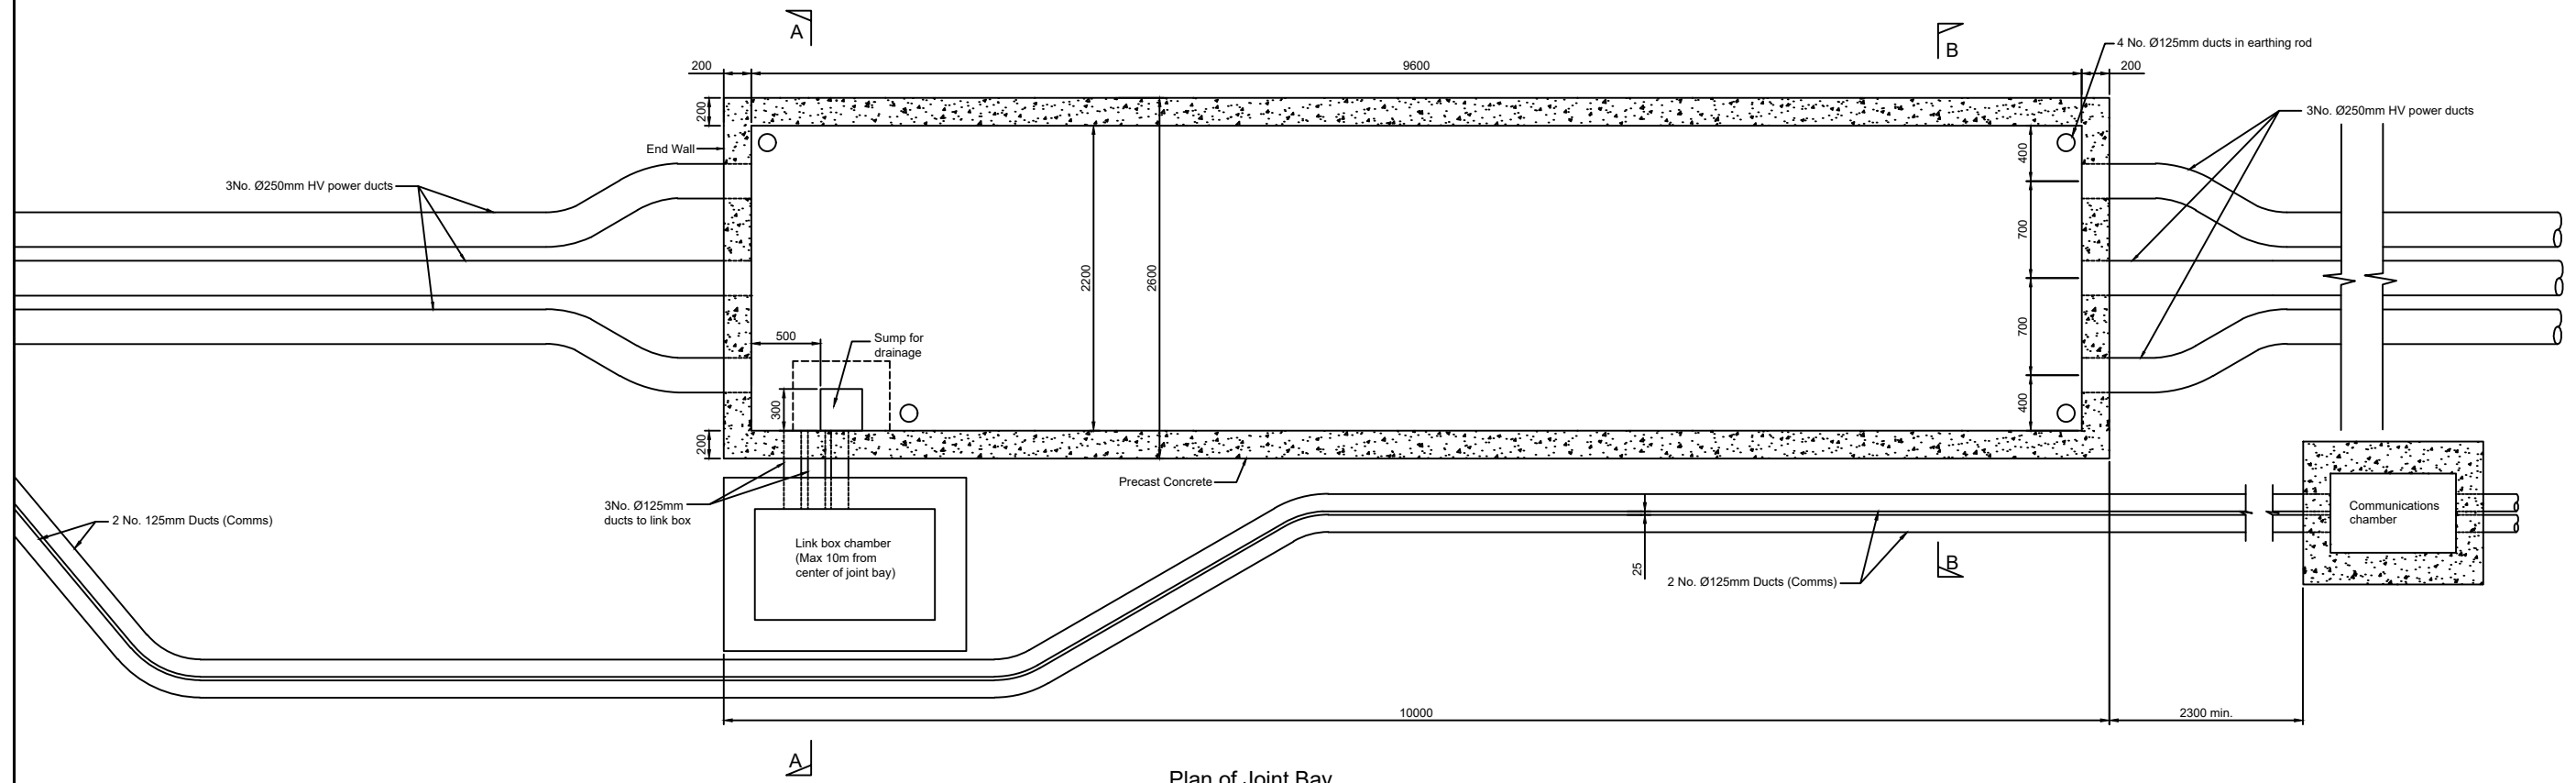 A
B
4 No. Ø125mm ducts in earthing rod
200
9600
200
200
3No. Ø250mm HV power ducts
End Wall
400
3No. Ø250mm HV power ducts
700
2200
2600
700
500
Sump for
drainage
300
400
200
Precast Concrete
3No. Ø125mm
ducts to link box
Communications
chamber
2 No. 125mm Ducts (Comms)
Link box chamber
(Max 10m from
center of joint bay)
25
B
2 No. Ø125mm Ducts (Comms)
10000
2300 min.
A
Plan of Joint Bay